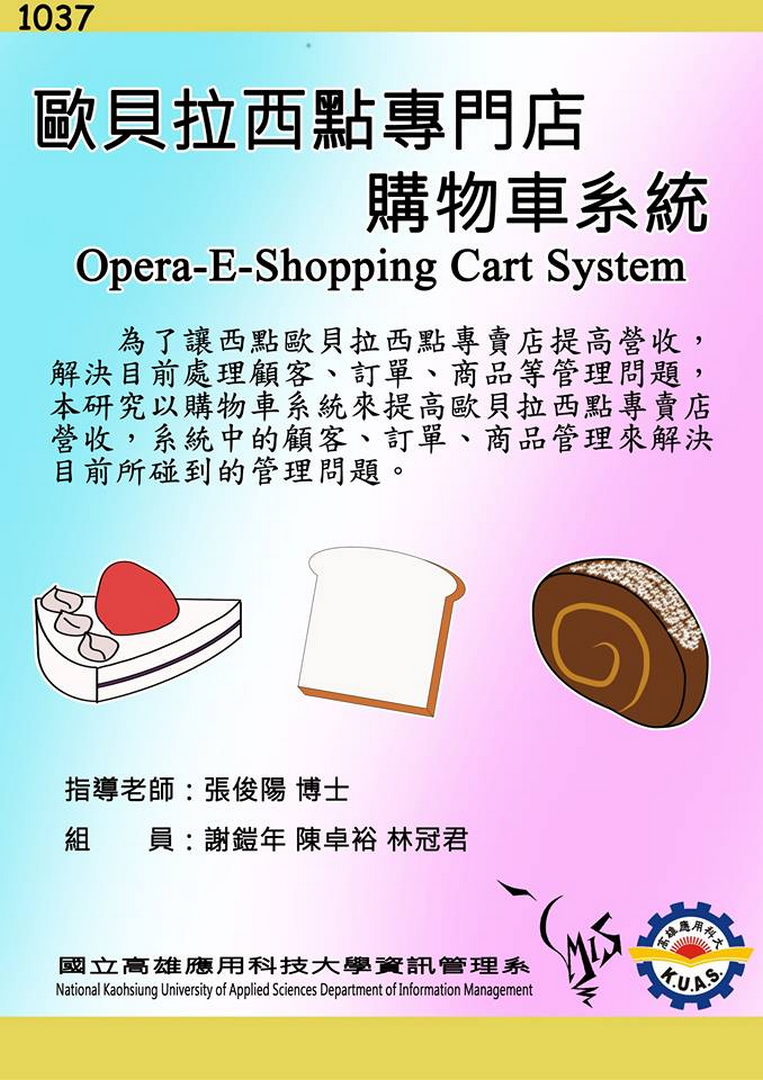 1037
歐貝拉西點專門店
購物車系統
Opera-E-Shopping Cart System
為了讓西點歐貝拉西點專賣店提高營收，
解決目前處理顧客、訂單、商品等管理問題，
本研究以購物車系統來提高歐貝拉西點專賣店
營收，系統中的顧客、訂單、商品管理來解決
目前所碰到的管理問題。
指導老師：張俊陽 博士
組　　員：謝鎧年 陳卓裕 林冠君
MIS
高雄應用科大
K.U.A.S.
國立高雄應用科技大學資訊管理系
National Kaohsiung University of Applied Sciences Department of Information Management